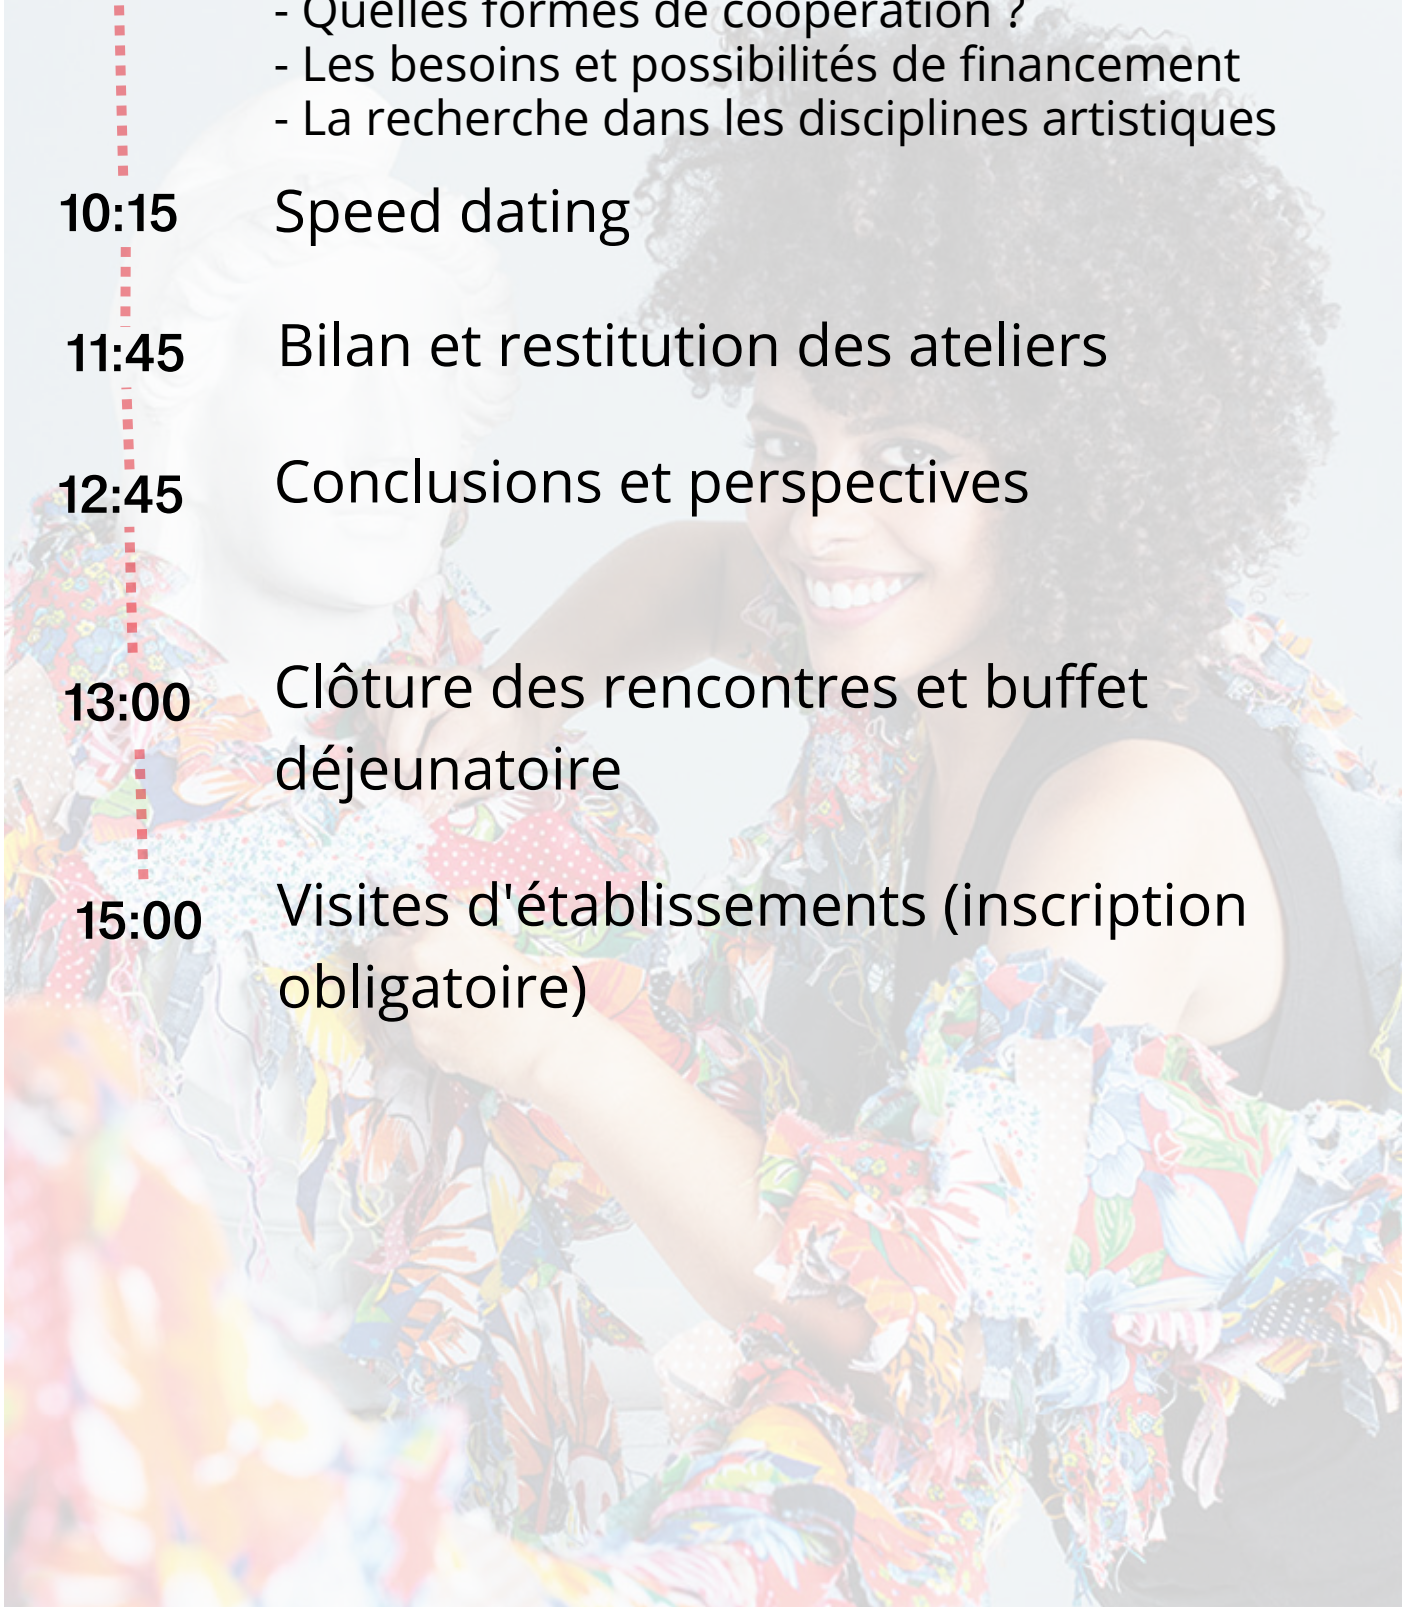 - Quelles formes de coopération ?
- Les besoins et possibilités de financement
- La recherche dans les disciplines artistiques
10:15 Speed dating
11:45 Bilan et restitution des ateliers
12:45 Conclusions et perspectives
13:00 Clôture des rencontres et buffet
déjeunatoire
15:00 Visites d'établissements (inscription
obligatoire)